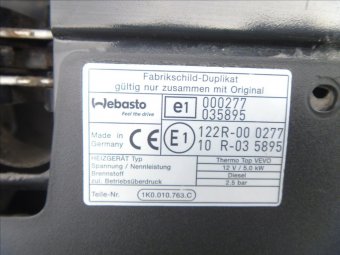 Fabrikschild-Duplikat
gültig nur zusammen mit Original
Webasto e1 000277
Feel the drive 035895
Made in Germany CE E1 122R-00 0277
10 R-03 5895
HEIZGERÄT Typ Thermo Top VEVO
Spannung / Nennleistung 12 V / 5,0 kW
Brennstoff Diesel
zul. Betriebsüberdruck 2,5 bar
Teile-Nr. 1K0.010.763.C